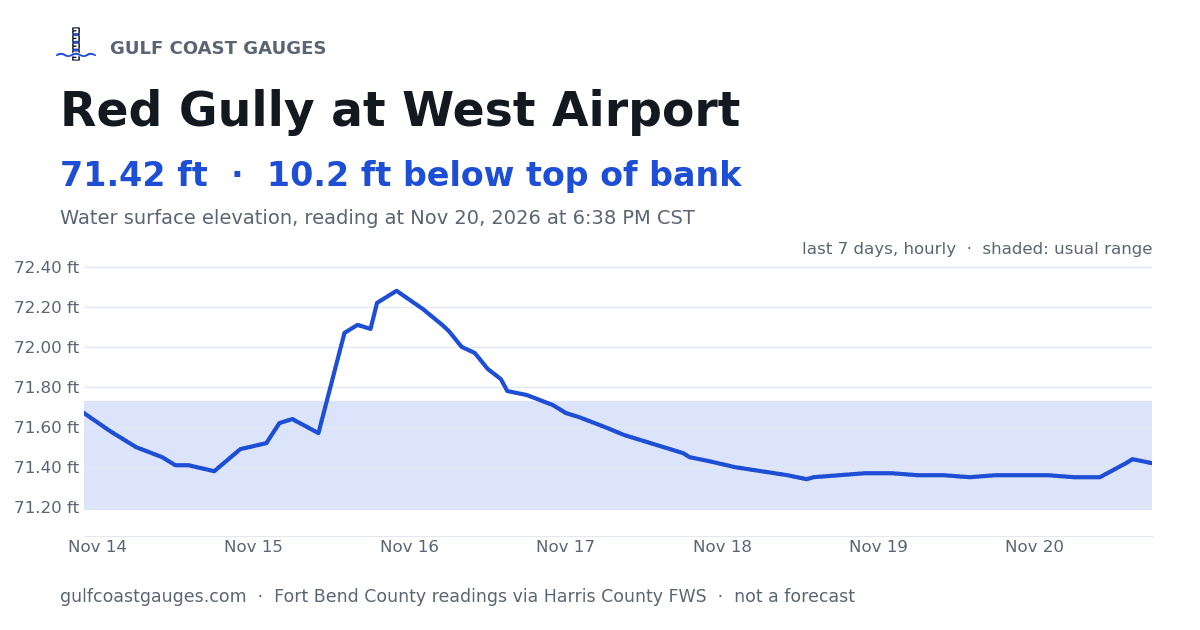 GULF COAST GAUGES
Red Gully at West Airport
71.42 ft · 10.2 ft below top of bank
Water surface elevation, reading at Nov 20, 2026 at 6:38 PM CST
last 7 days, hourly · shaded: usual range
72.40 ft
72.20 ft
72.00 ft
71.80 ft
71.60 ft
71.40 ft
71.20 ft
Nov 14 Nov 15 Nov 16 Nov 17 Nov 18 Nov 19 Nov 20
gulfcoastgauges.com · Fort Bend County readings via Harris County FWS · not a forecast